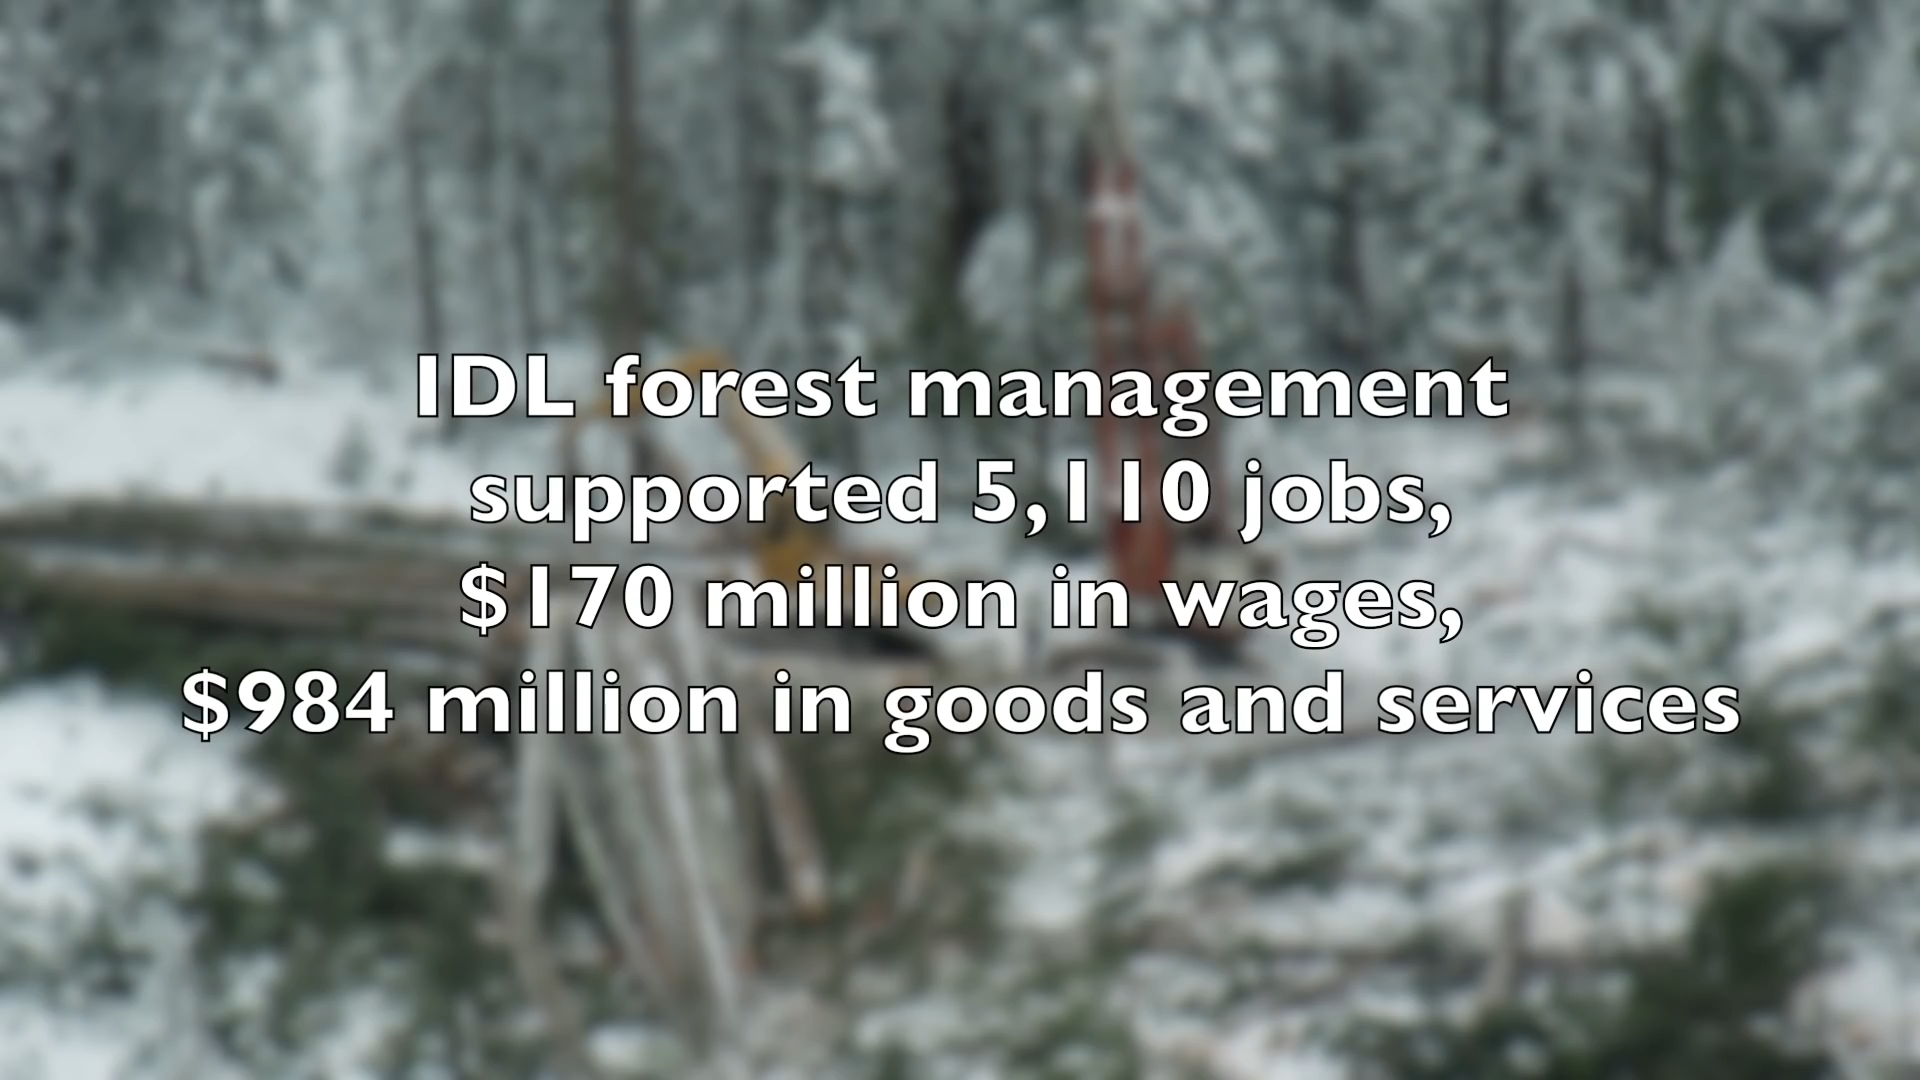 IDL forest management
supported 5,110 jobs,
$170 million in wages,
$984 million in goods and services